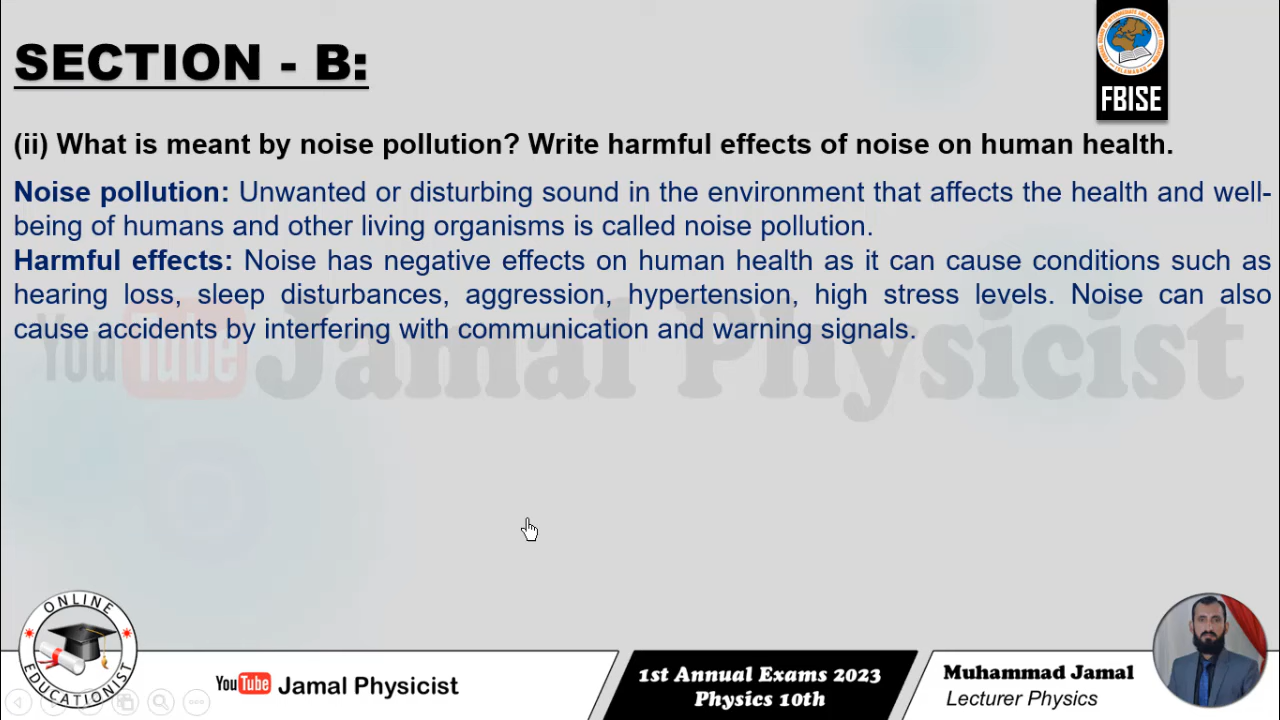 SECTION - B:
FBISE
(ii) What is meant by noise pollution? Write harmful effects of noise on human health.
Noise pollution: Unwanted or disturbing sound in the environment that affects the health and well-
being of humans and other living organisms is called noise pollution.
Harmful effects: Noise has negative effects on human health as it can cause conditions such as
hearing loss, sleep disturbances, aggression, hypertension, high stress levels. Noise can also
cause accidents by interfering with communication and warning signals.
YouTube Jamal Physicist
ONLINE
EDUCATIONIST
YouTube Jamal Physicist
1st Annual Exams 2023
Physics 10th
Muhammad Jamal
Lecturer Physics